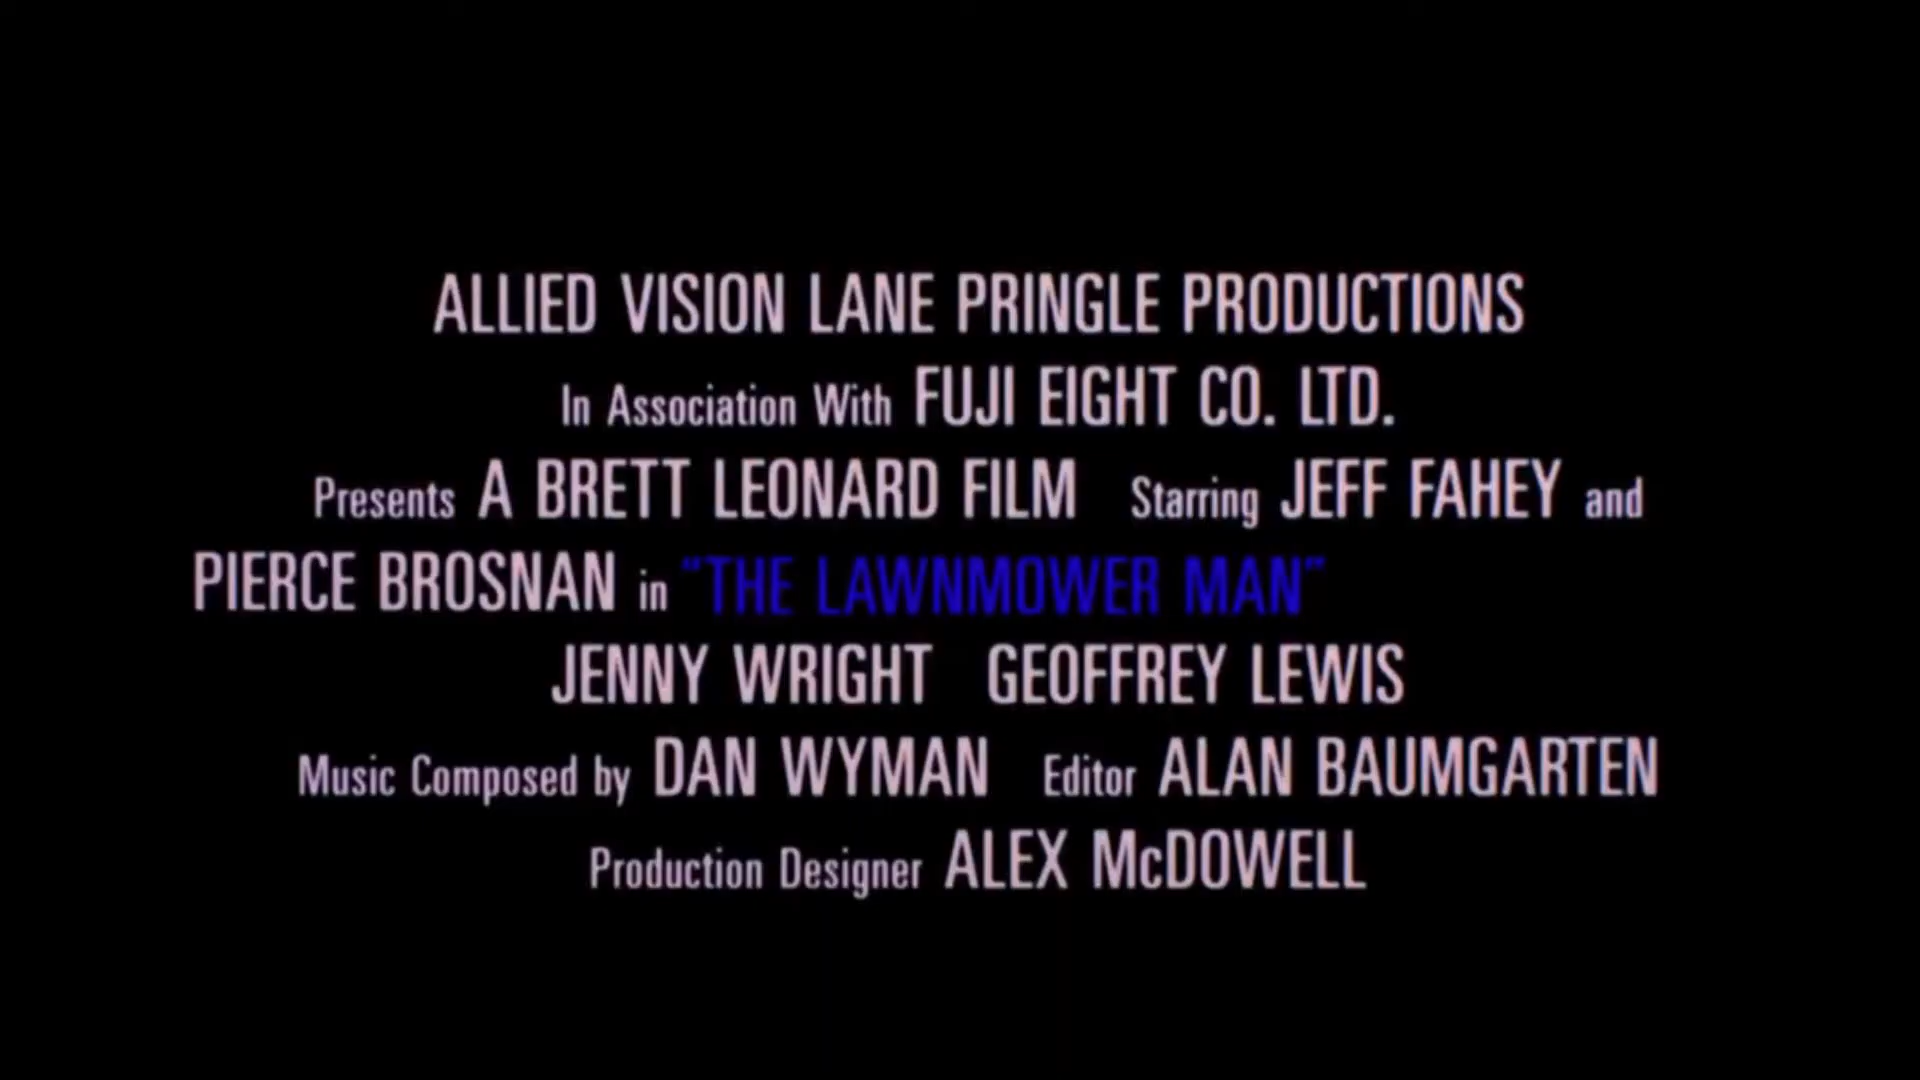 ALLIED VISION LANE PRINGLE PRODUCTIONS
In Association With FUJI EIGHT CO. LTD.
Presents A BRETT LEONARD FILM Starring JEFF FAHEY and
PIERCE BROSNAN in "THE LAWNMOWER MAN"
JENNY WRIGHT GEOFFREY LEWIS
Music Composed by DAN WYMAN Editor ALAN BAUMGARTEN
Production Designer ALEX McDOWELL